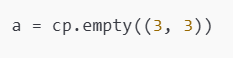 a = cp.empty((3, 3))